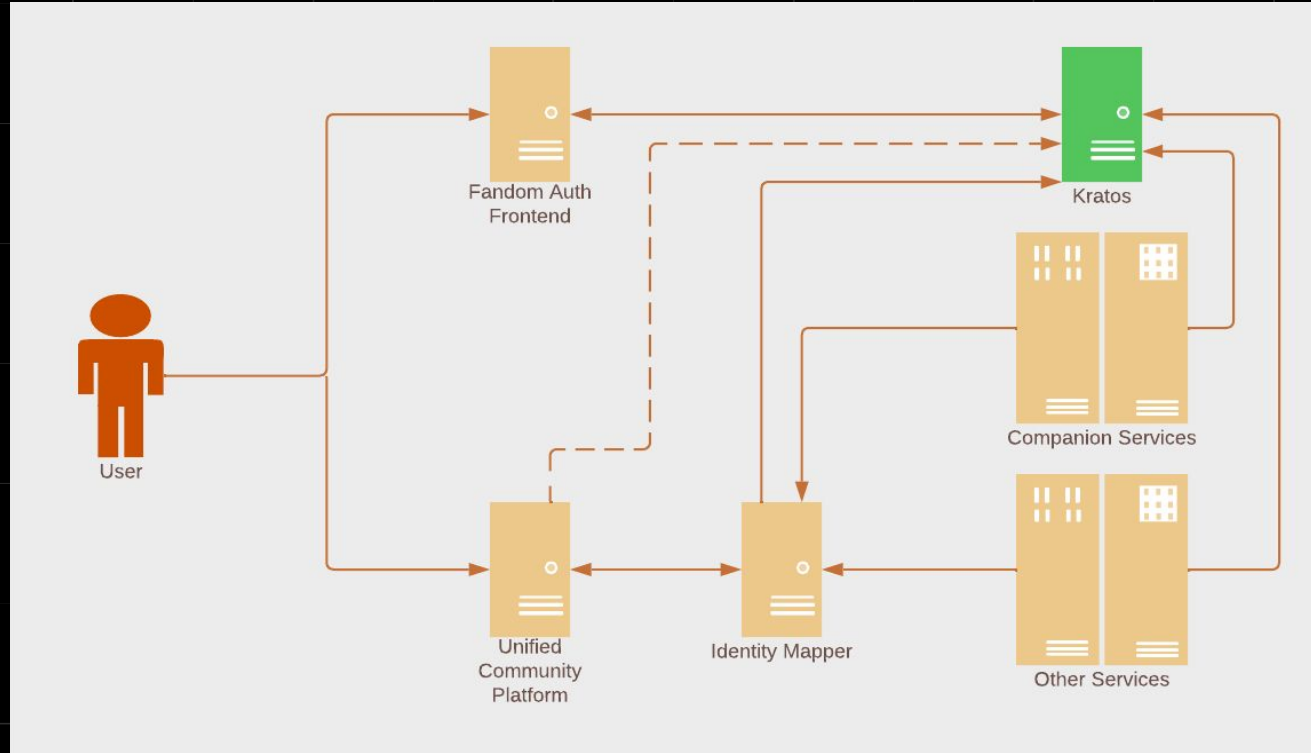 Fandom Auth
Frontend
Kratos
Companion Services
User
Unified
Community
Platform
Identity Mapper
Other Services